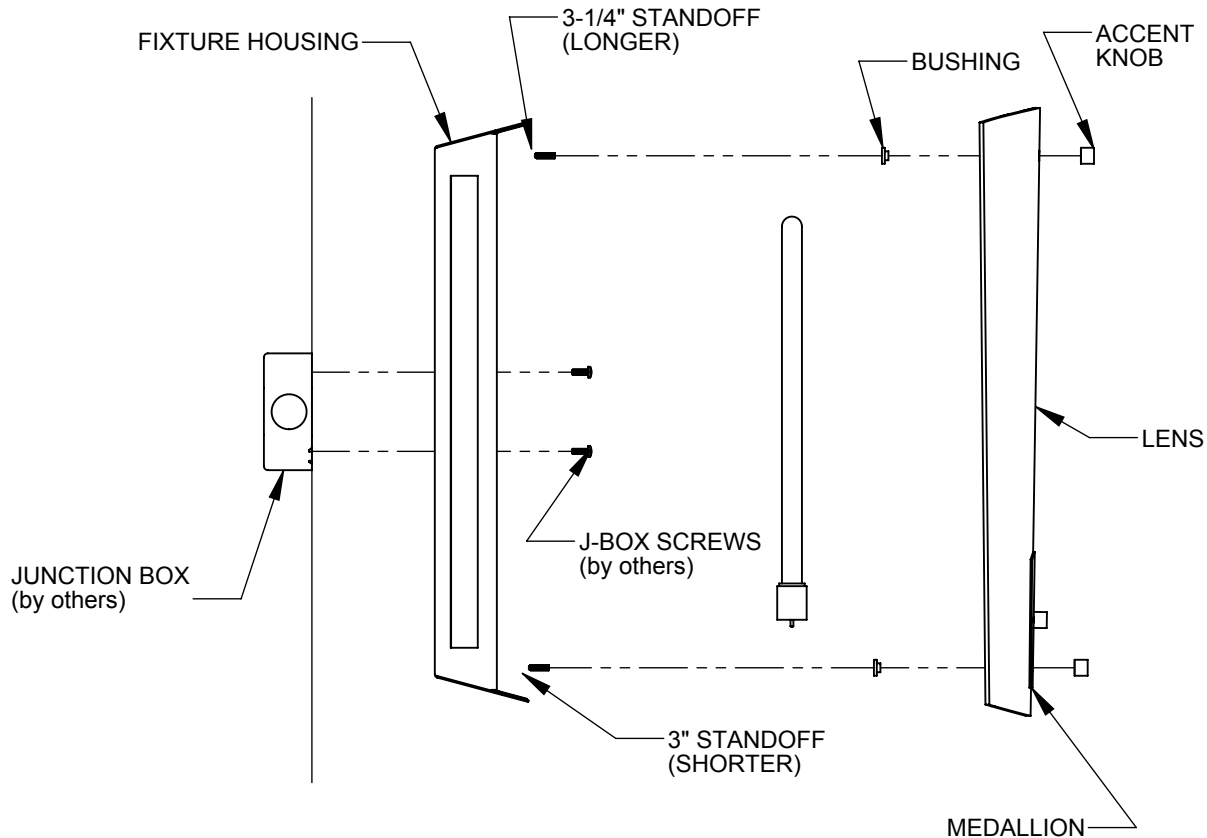 3-1/4" STANDOFF
(LONGER)
FIXTURE HOUSING
ACCENT
KNOB
BUSHING
LENS
J-BOX SCREWS
(by others)
JUNCTION BOX
(by others)
3" STANDOFF
(SHORTER)
MEDALLION